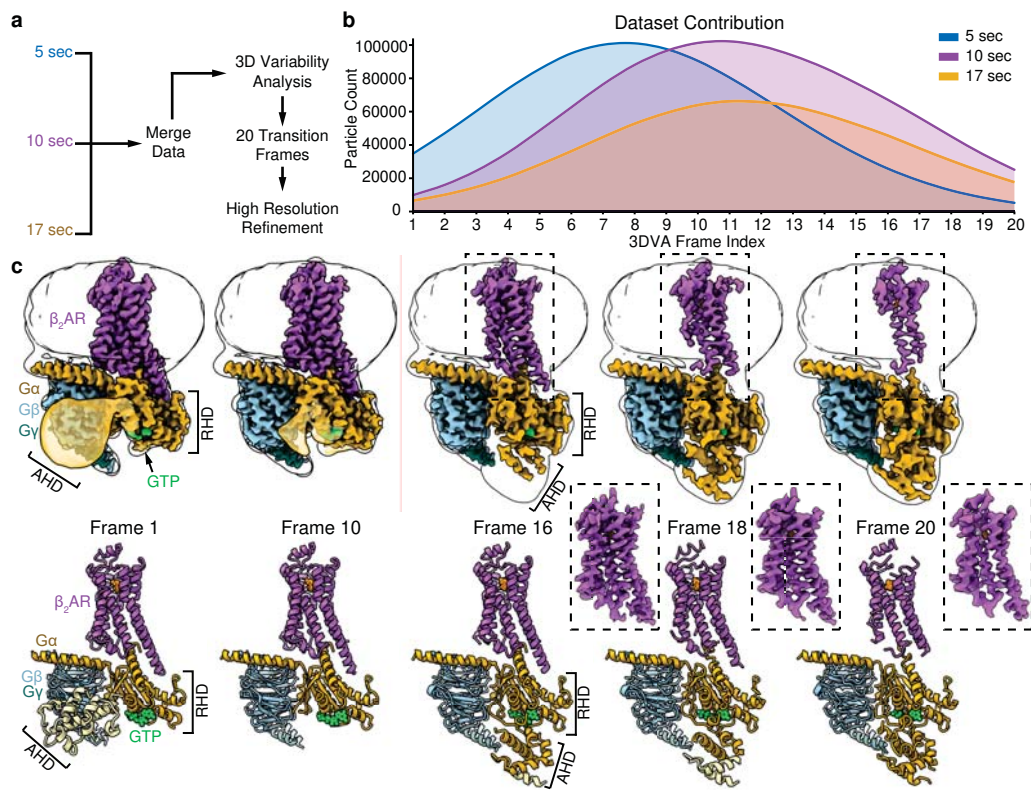 a
5 sec
10 sec
17 sec
Merge
Data
3D Variability
Analysis
20 Transition
Frames
High Resolution
Refinement
b
Dataset Contribution
Particle Count
100000
80000
60000
40000
20000
0
1 2 3 4 5 6 7 8 9 10 11 12 13 14 15 16 17 18 19 20
3DVA Frame Index
5 sec
10 sec
17 sec
c
β₂AR
Gα
Gβ
Gγ
AHD
GTP
RHD
RHD
AHD
Frame 1
Frame 10
Frame 16
Frame 18
Frame 20
β₂AR
Gα
Gβ
Gγ
AHD
GTP
RHD
RHD
AHD